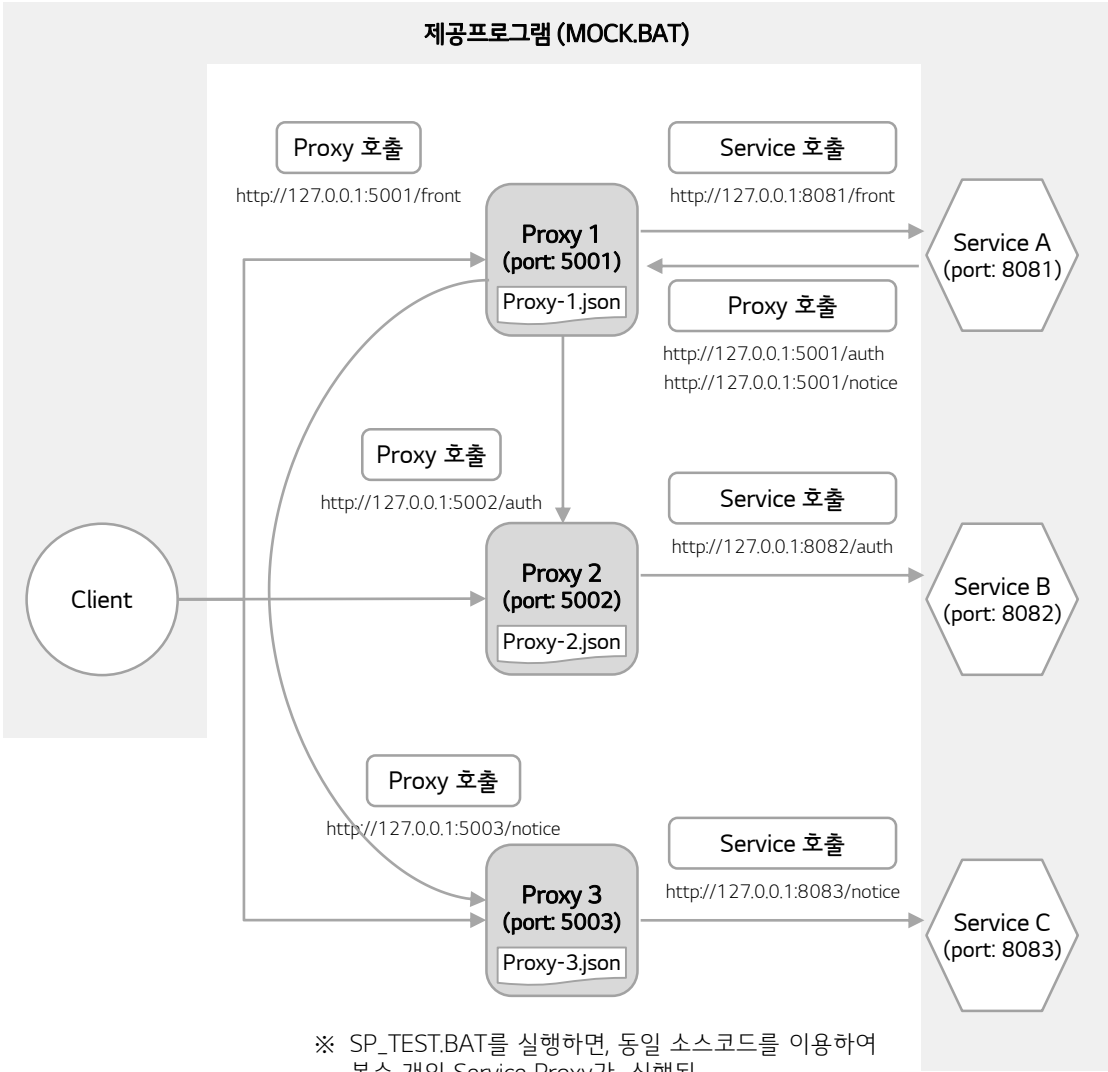 제공프로그램 (MOCK.BAT)
Proxy 호출
http://127.0.0.1:5001/front
Service 호출
http://127.0.0.1:8081/front
Proxy 1
(port: 5001)
Proxy-1.json
Service A
(port: 8081)
Proxy 호출
http://127.0.0.1:5001/auth
http://127.0.0.1:5001/notice
Proxy 호출
http://127.0.0.1:5002/auth
Service 호출
http://127.0.0.1:8082/auth
Client
Proxy 2
(port: 5002)
Proxy-2.json
Service B
(port: 8082)
Proxy 호출
http://127.0.0.1:5003/notice
Service 호출
http://127.0.0.1:8083/notice
Proxy 3
(port: 5003)
Proxy-3.json
Service C
(port: 8083)
※ SP_TEST.BAT를 실행하면, 동일 소스코드를 이용하여
Service Proxy가